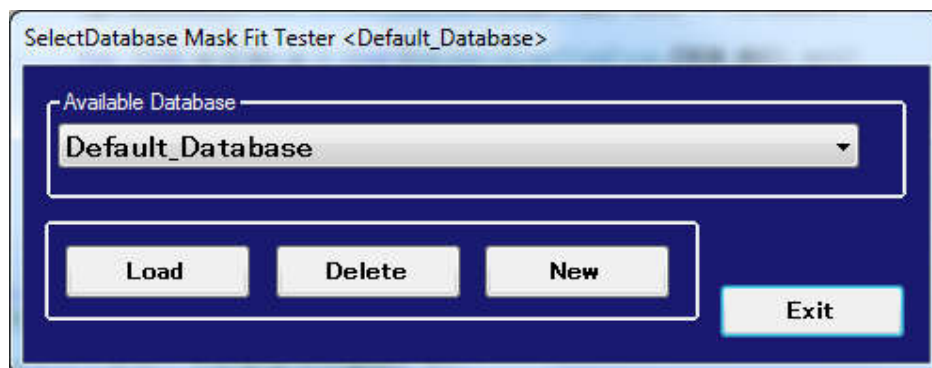 SelectDatabase Mask Fit Tester <Default_Database>
Available Database
Default_Database
Load Delete New
Exit